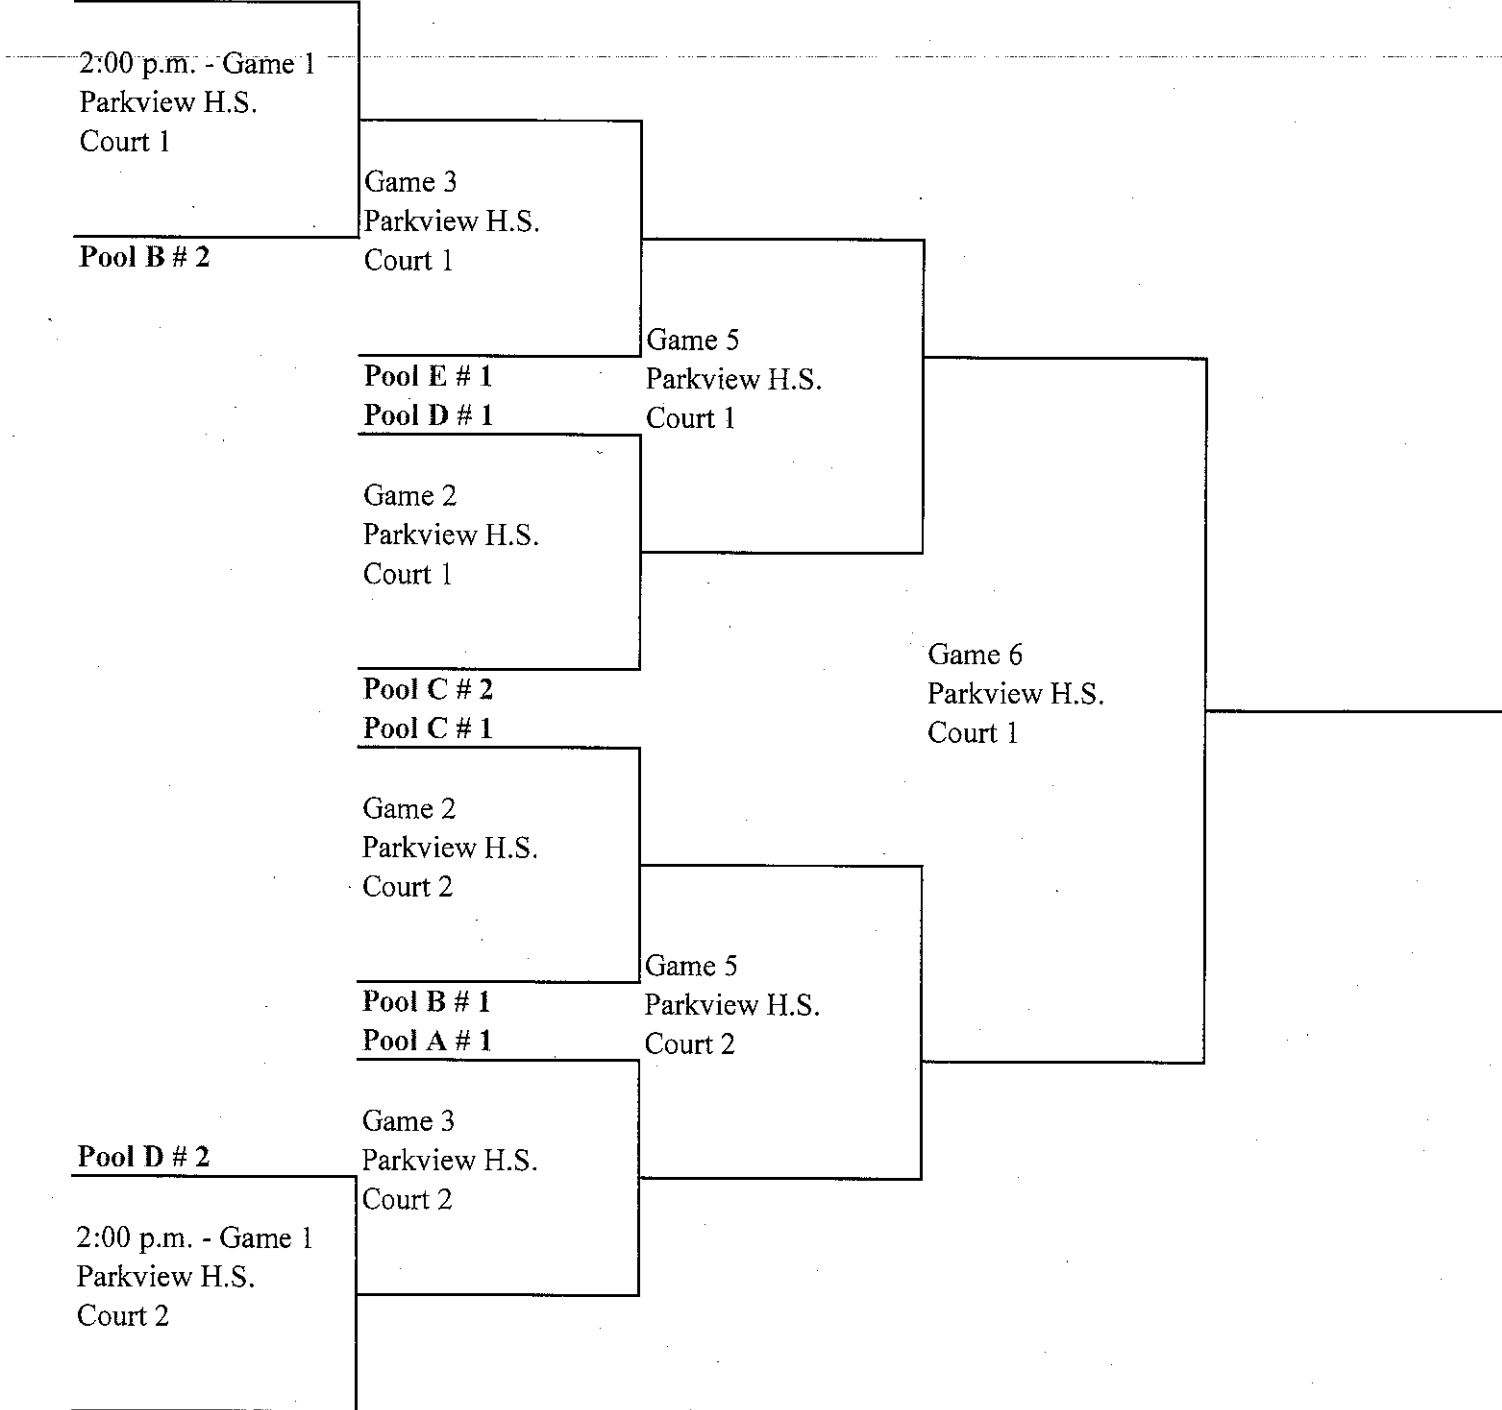 2:00 p.m. - Game 1
Parkview H.S.
Court 1
Pool B # 2
Game 3
Parkview H.S.
Court 1
Pool E # 1
Pool D # 1
Game 2
Parkview H.S.
Court 1
Pool C # 2
Pool C # 1
Game 2
Parkview H.S.
Court 2
Pool B # 1
Pool A # 1
Game 3
Parkview H.S.
Court 2
Pool D # 2
2:00 p.m. - Game 1
Parkview H.S.
Court 2
Game 5
Parkview H.S.
Court 1
Game 5
Parkview H.S.
Court 2
Game 6
Parkview H.S.
Court 1